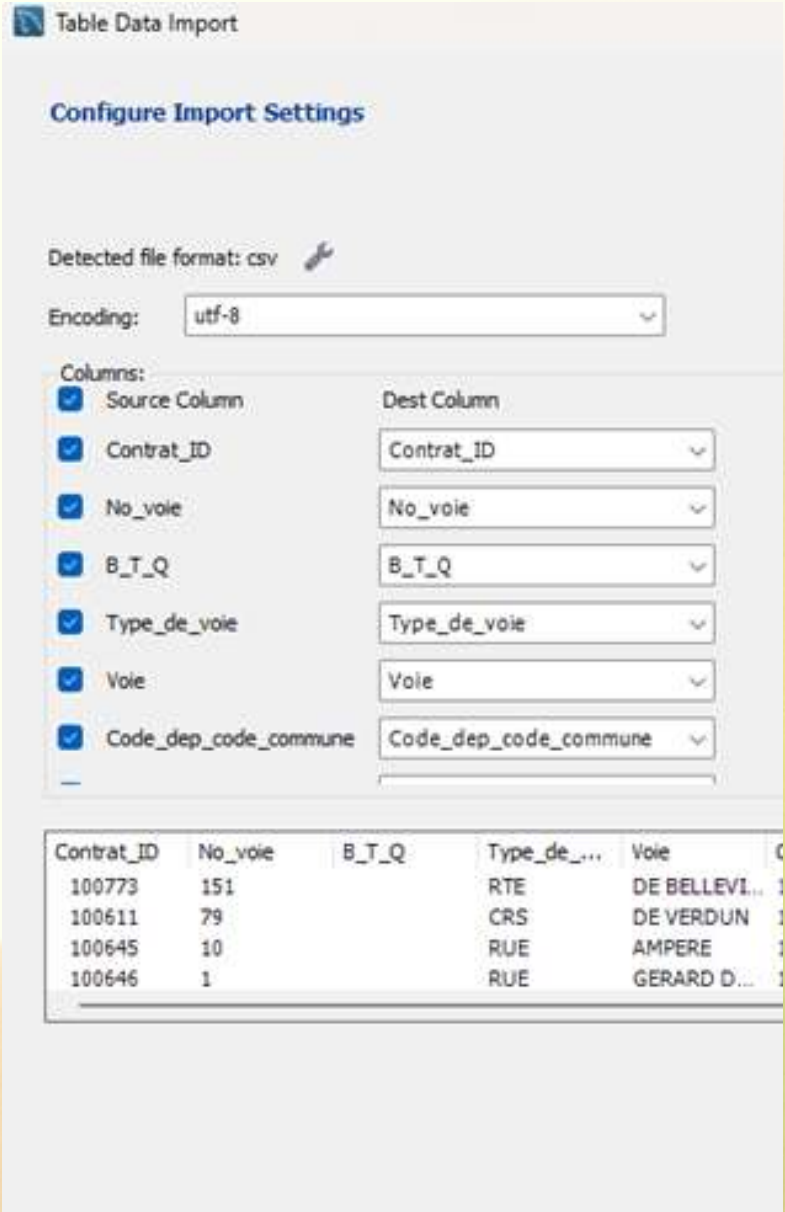 Table Data Import
Configure Import Settings
Detected file format: csv
Encoding: utf-8
Columns:
Source Column Dest Column
Contrat_ID Contrat_ID
No_voie No_voie
B_T_Q B_T_Q
Type_de_voie Type_de_voie
Voie Voie
Code_dep_code_commune Code_dep_code_commune
Contrat_ID No_voie B_T_Q Type_de_... Voie
100773 151 RTE DE BELLEVI...
100611 79 CRS DE VERDUN
100645 10 RUE AMPERE
100646 1 RUE GERARD D...